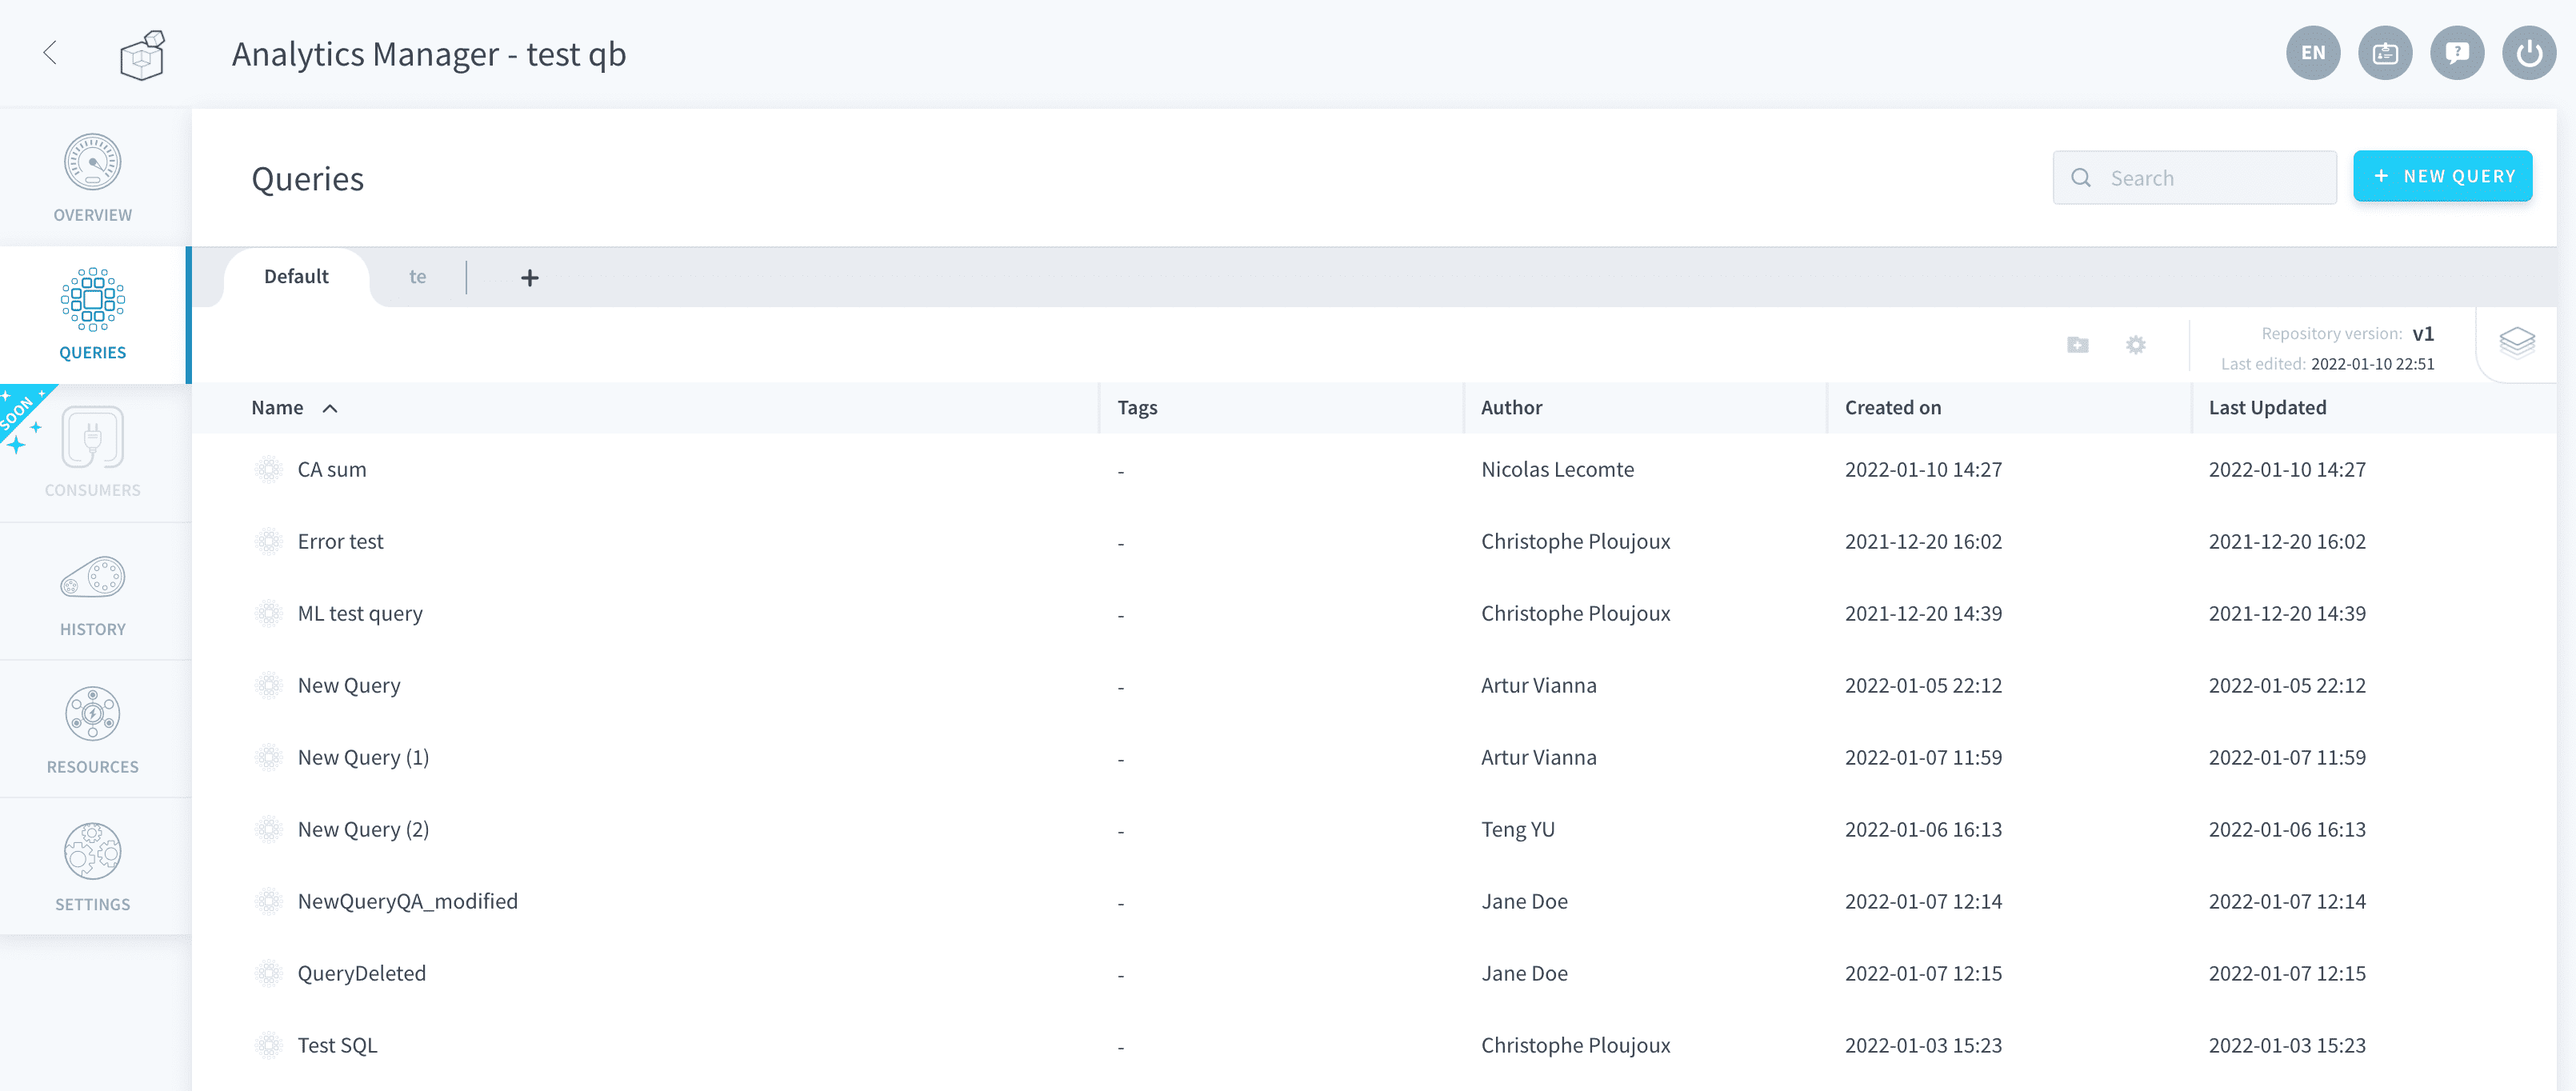 Analytics Manager - test qb
EN
OVERVIEW
QUERIES
SOON
CONSUMERS
HISTORY
RESOURCES
SETTINGS
Queries
Search
+ NEW QUERY
Default te +
Repository version: v1
Last edited: 2022-01-10 22:51
Name Tags Author Created on Last Updated
CA sum - Nicolas Lecomte 2022-01-10 14:27 2022-01-10 14:27
Error test - Christophe Ploujoux 2021-12-20 16:02 2021-12-20 16:02
ML test query - Christophe Ploujoux 2021-12-20 14:39 2021-12-20 14:39
New Query - Artur Vianna 2022-01-05 22:12 2022-01-05 22:12
New Query (1) - Artur Vianna 2022-01-07 11:59 2022-01-07 11:59
New Query (2) - Teng YU 2022-01-06 16:13 2022-01-06 16:13
NewQueryQA_modified - Jane Doe 2022-01-07 12:14 2022-01-07 12:14
QueryDeleted - Jane Doe 2022-01-07 12:15 2022-01-07 12:15
Test SQL - Christophe Ploujoux 2022-01-03 15:23 2022-01-03 15:23